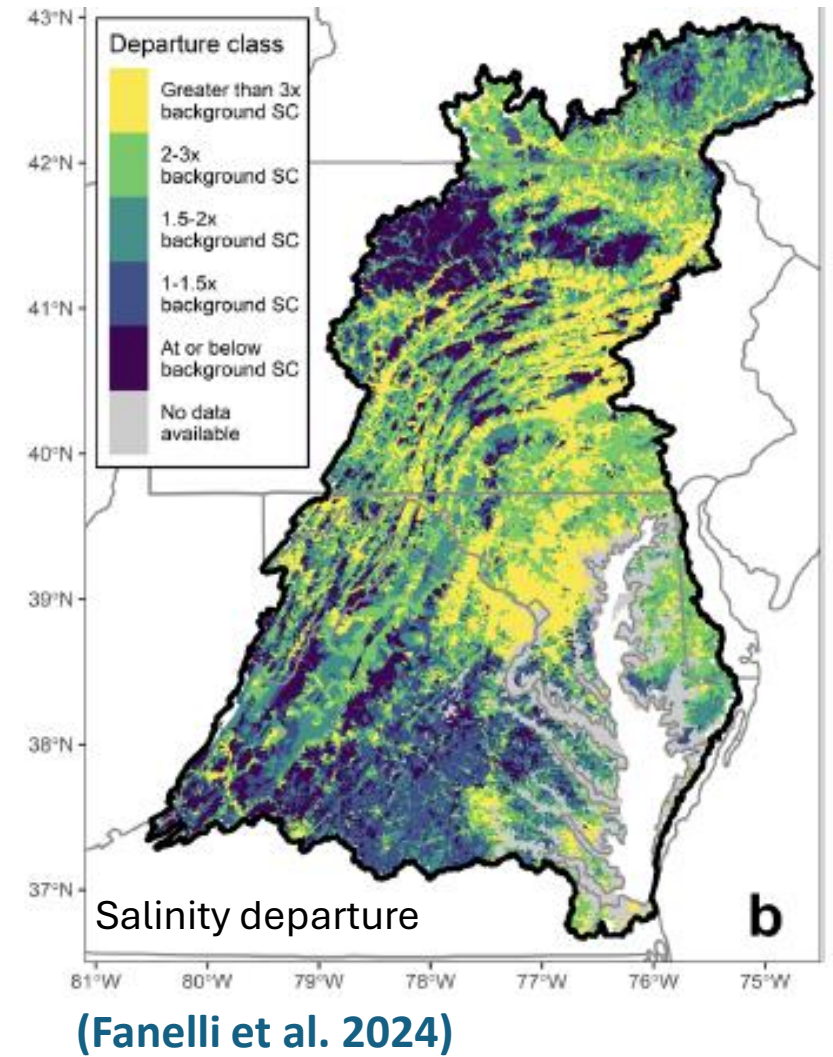 43°N
Departure class
Greater than 3x
background SC
2-3x
background SC
1.5-2x
background SC
1-1.5x
background SC
At or below
background SC
No data
available
42°N
41°N
40°N
39°N
38°N
37°N
Salinity departure
b
81°W
80°W
79°W
78°W
77°W
76°W
75°W
(Fanelli et al. 2024)